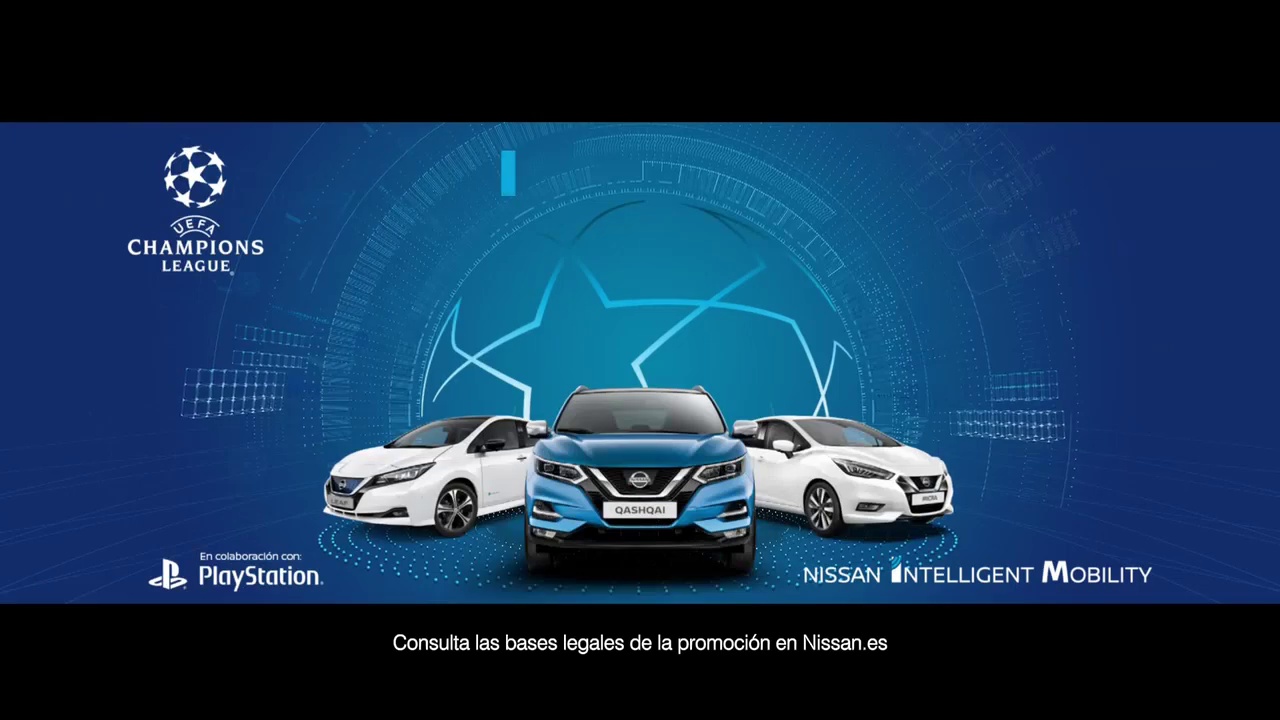 UEFA
CHAMPIONS
LEAGUE
QASHQAI
MICRA
En colaboración con:
PlayStation
NISSAN INTELLIGENT MOBILITY
Consulta las bases legales de la promoción en Nissan.es